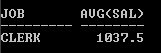 JOB AVG(SAL)
--------- ---------
CLERK 1037.5